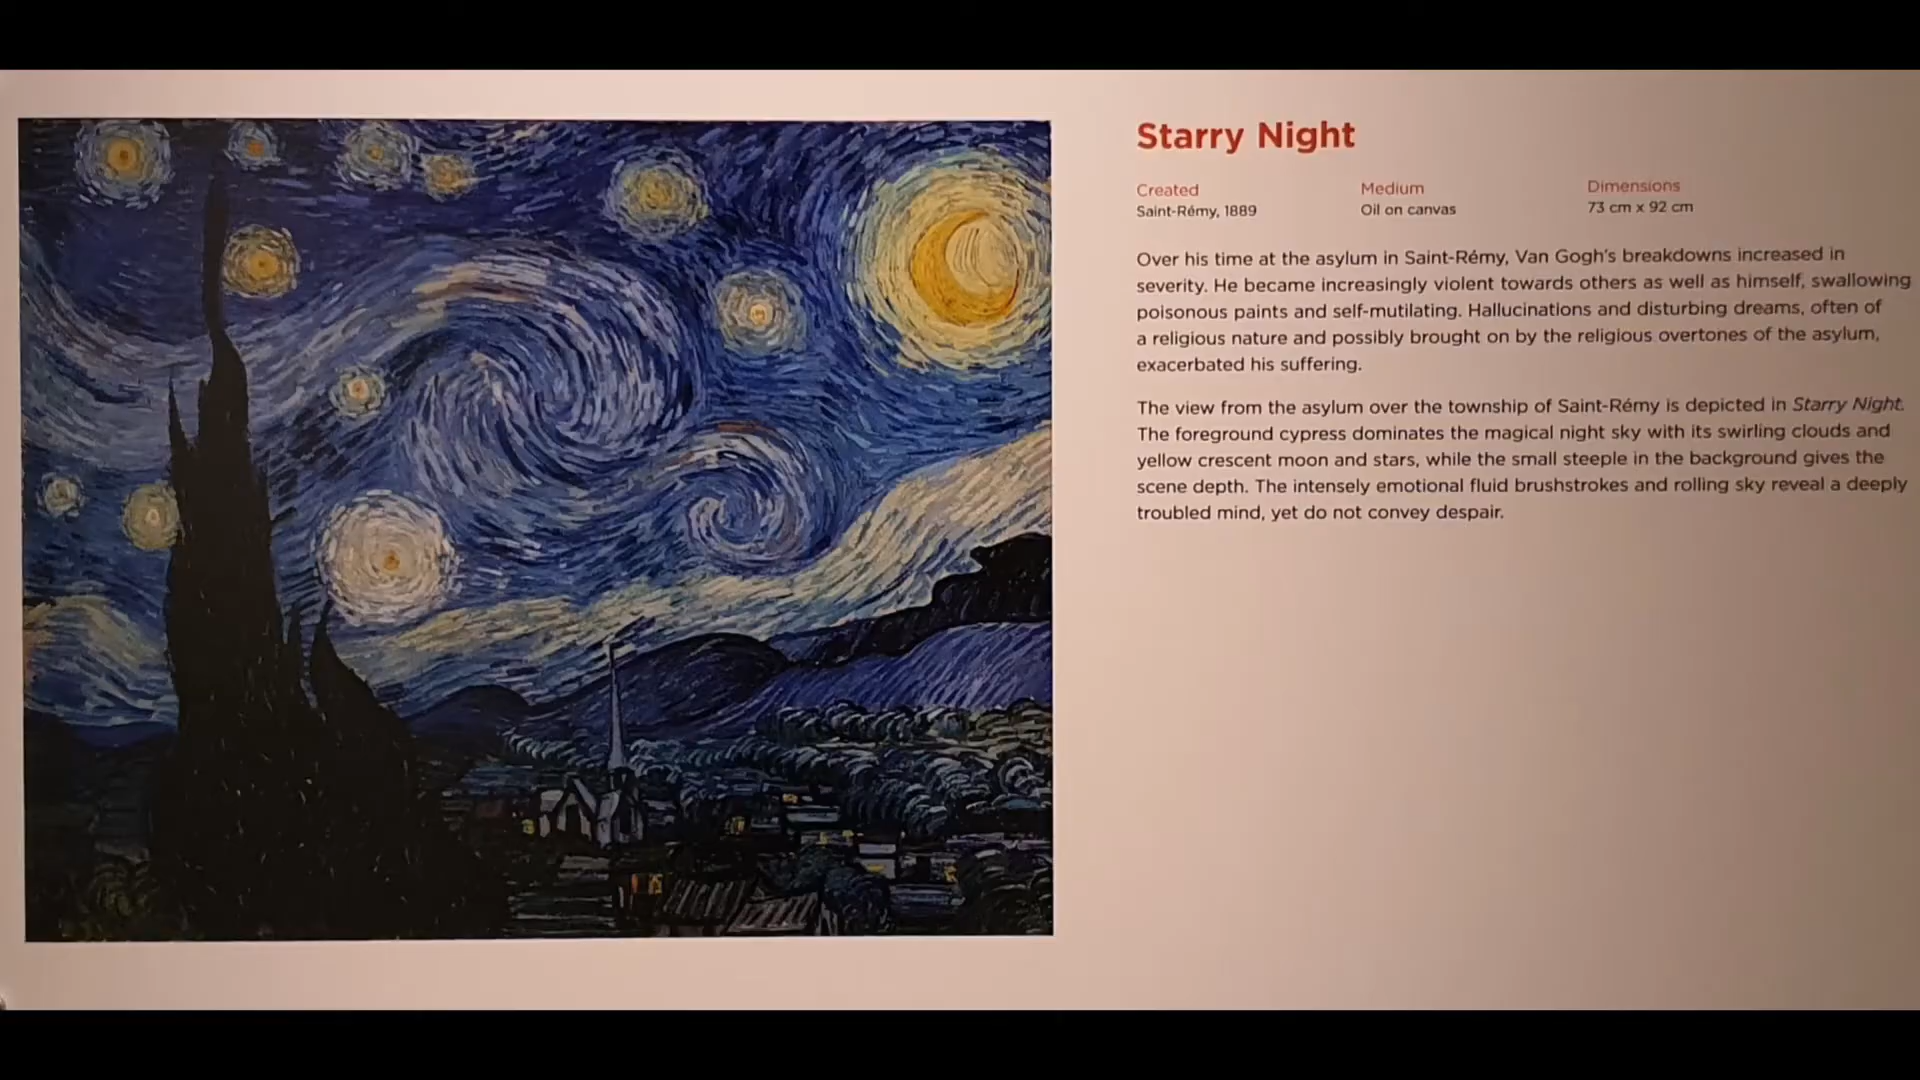 Starry Night
Created
Saint-Rémy, 1889
Medium
Oil on canvas
Dimensions
73 cm x 92 cm
Over his time at the asylum in Saint-Rémy, Van Gogh's breakdowns increased in
severity. He became increasingly violent towards others as well as himself, swallowing
poisonous paints and self-mutilating. Hallucinations and disturbing dreams, often of
a religious nature and possibly brought on by the religious overtones of the asylum,
exacerbated his suffering.
The view from the asylum over the township of Saint-Rémy is depicted in Starry Night.
The foreground cypress dominates the magical night sky with its swirling clouds and
yellow crescent moon and stars, while the small steeple in the background gives the
scene depth. The intensely emotional fluid brushstrokes and rolling sky reveal a deeply
troubled mind, yet do not convey despair.